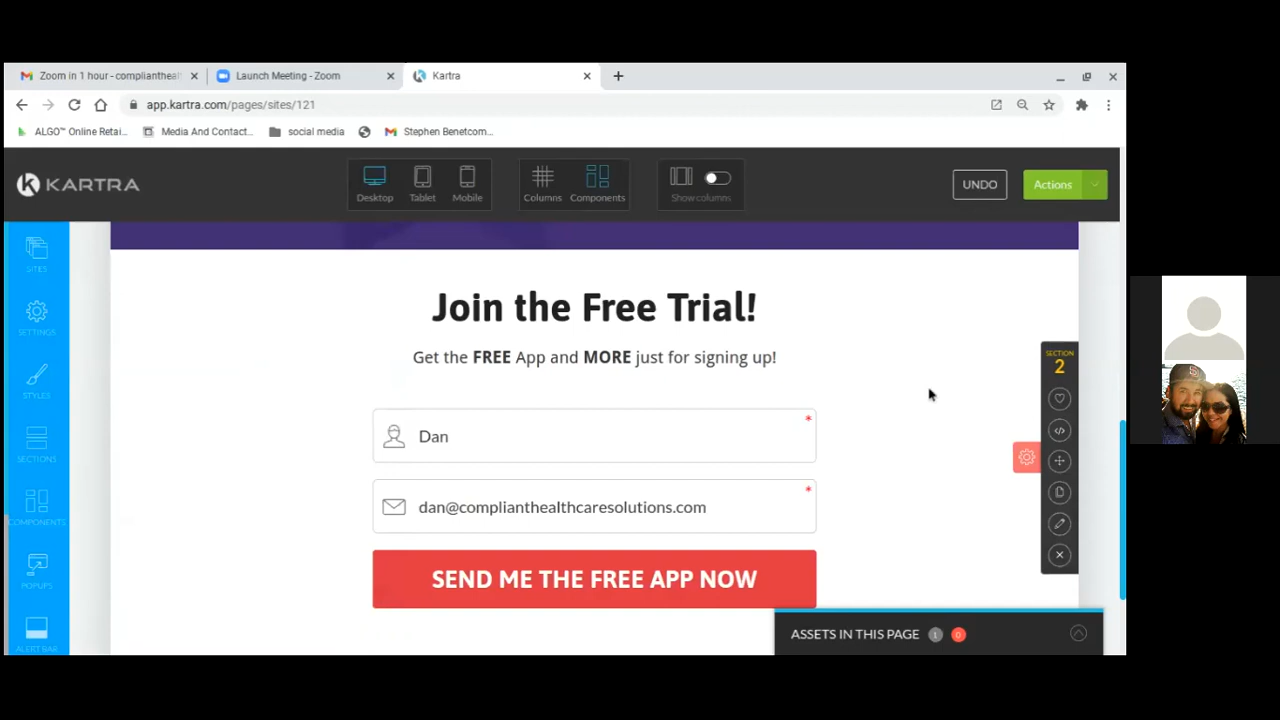 Zoom in 1 hour - complianthea
Launch Meeting - Zoom
Kartra
app.kartra.com/pages/sites/121
ALGO™ Online Retai...
Media And Contact...
social media
Stephen Benetcom...
KARTRA
Desktop
Tablet
Mobile
Columns
Components
Show columns
UNDO
Actions
SITES
SETTINGS
STYLES
SECTIONS
COMPONENTS
POPUPS
ALERT BAR
Join the Free Trial!
Get the FREE App and MORE just for signing up!
Dan
*
dan@complianthealthcaresolutions.com
*
SEND ME THE FREE APP NOW
SECTION
2
ASSETS IN THIS PAGE 1 0